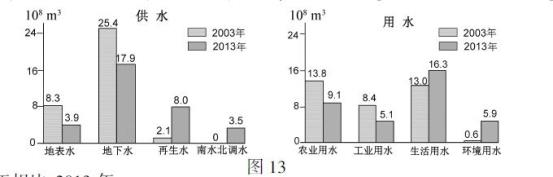 10⁸ m³ 供 水
2003年
2013年
24
16
8
0
8.3 3.9 25.4 17.9 2.1 8.0 0 3.5
地表水 地下水 再生水 南水北调水
10⁸ m³ 用 水
2003年
2013年
24
16
8
0
13.8 9.1 8.4 5.1 13.0 16.3 0.6 5.9
农业用水 工业用水 生活用水 环境用水
图 13